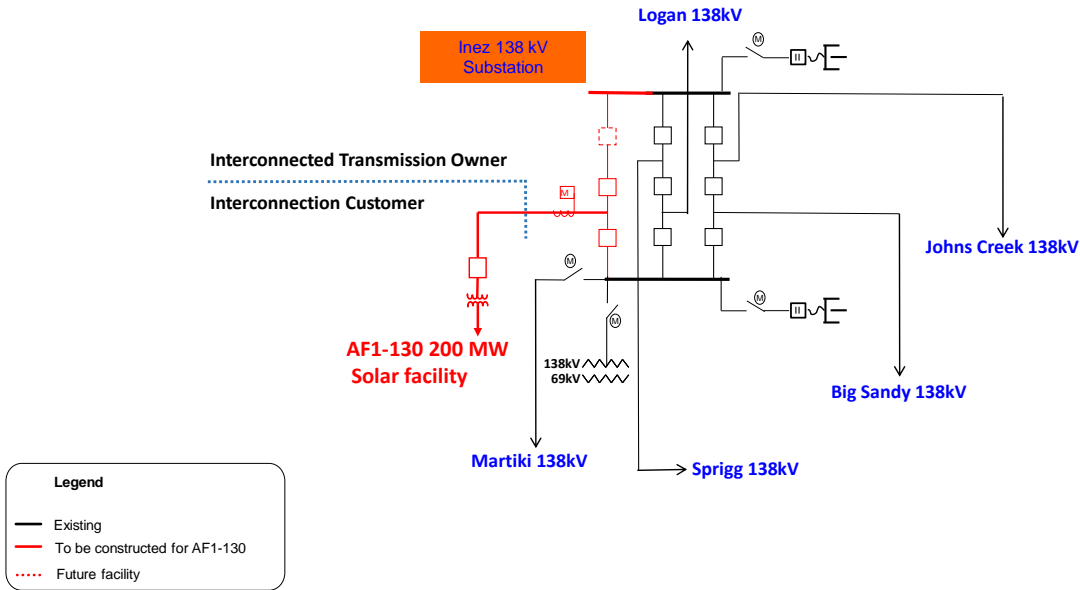 Logan 138kV
Inez 138 kV
Substation
M
II
Interconnected Transmission Owner
Interconnection Customer
M
Johns Creek 138kV
M
M
II
M
AF1-130 200 MW
Solar facility
138kV
69kV
Big Sandy 138kV
Martiki 138kV
Sprigg 138kV
Legend
Existing
To be constructed for AF1-130
Future facility